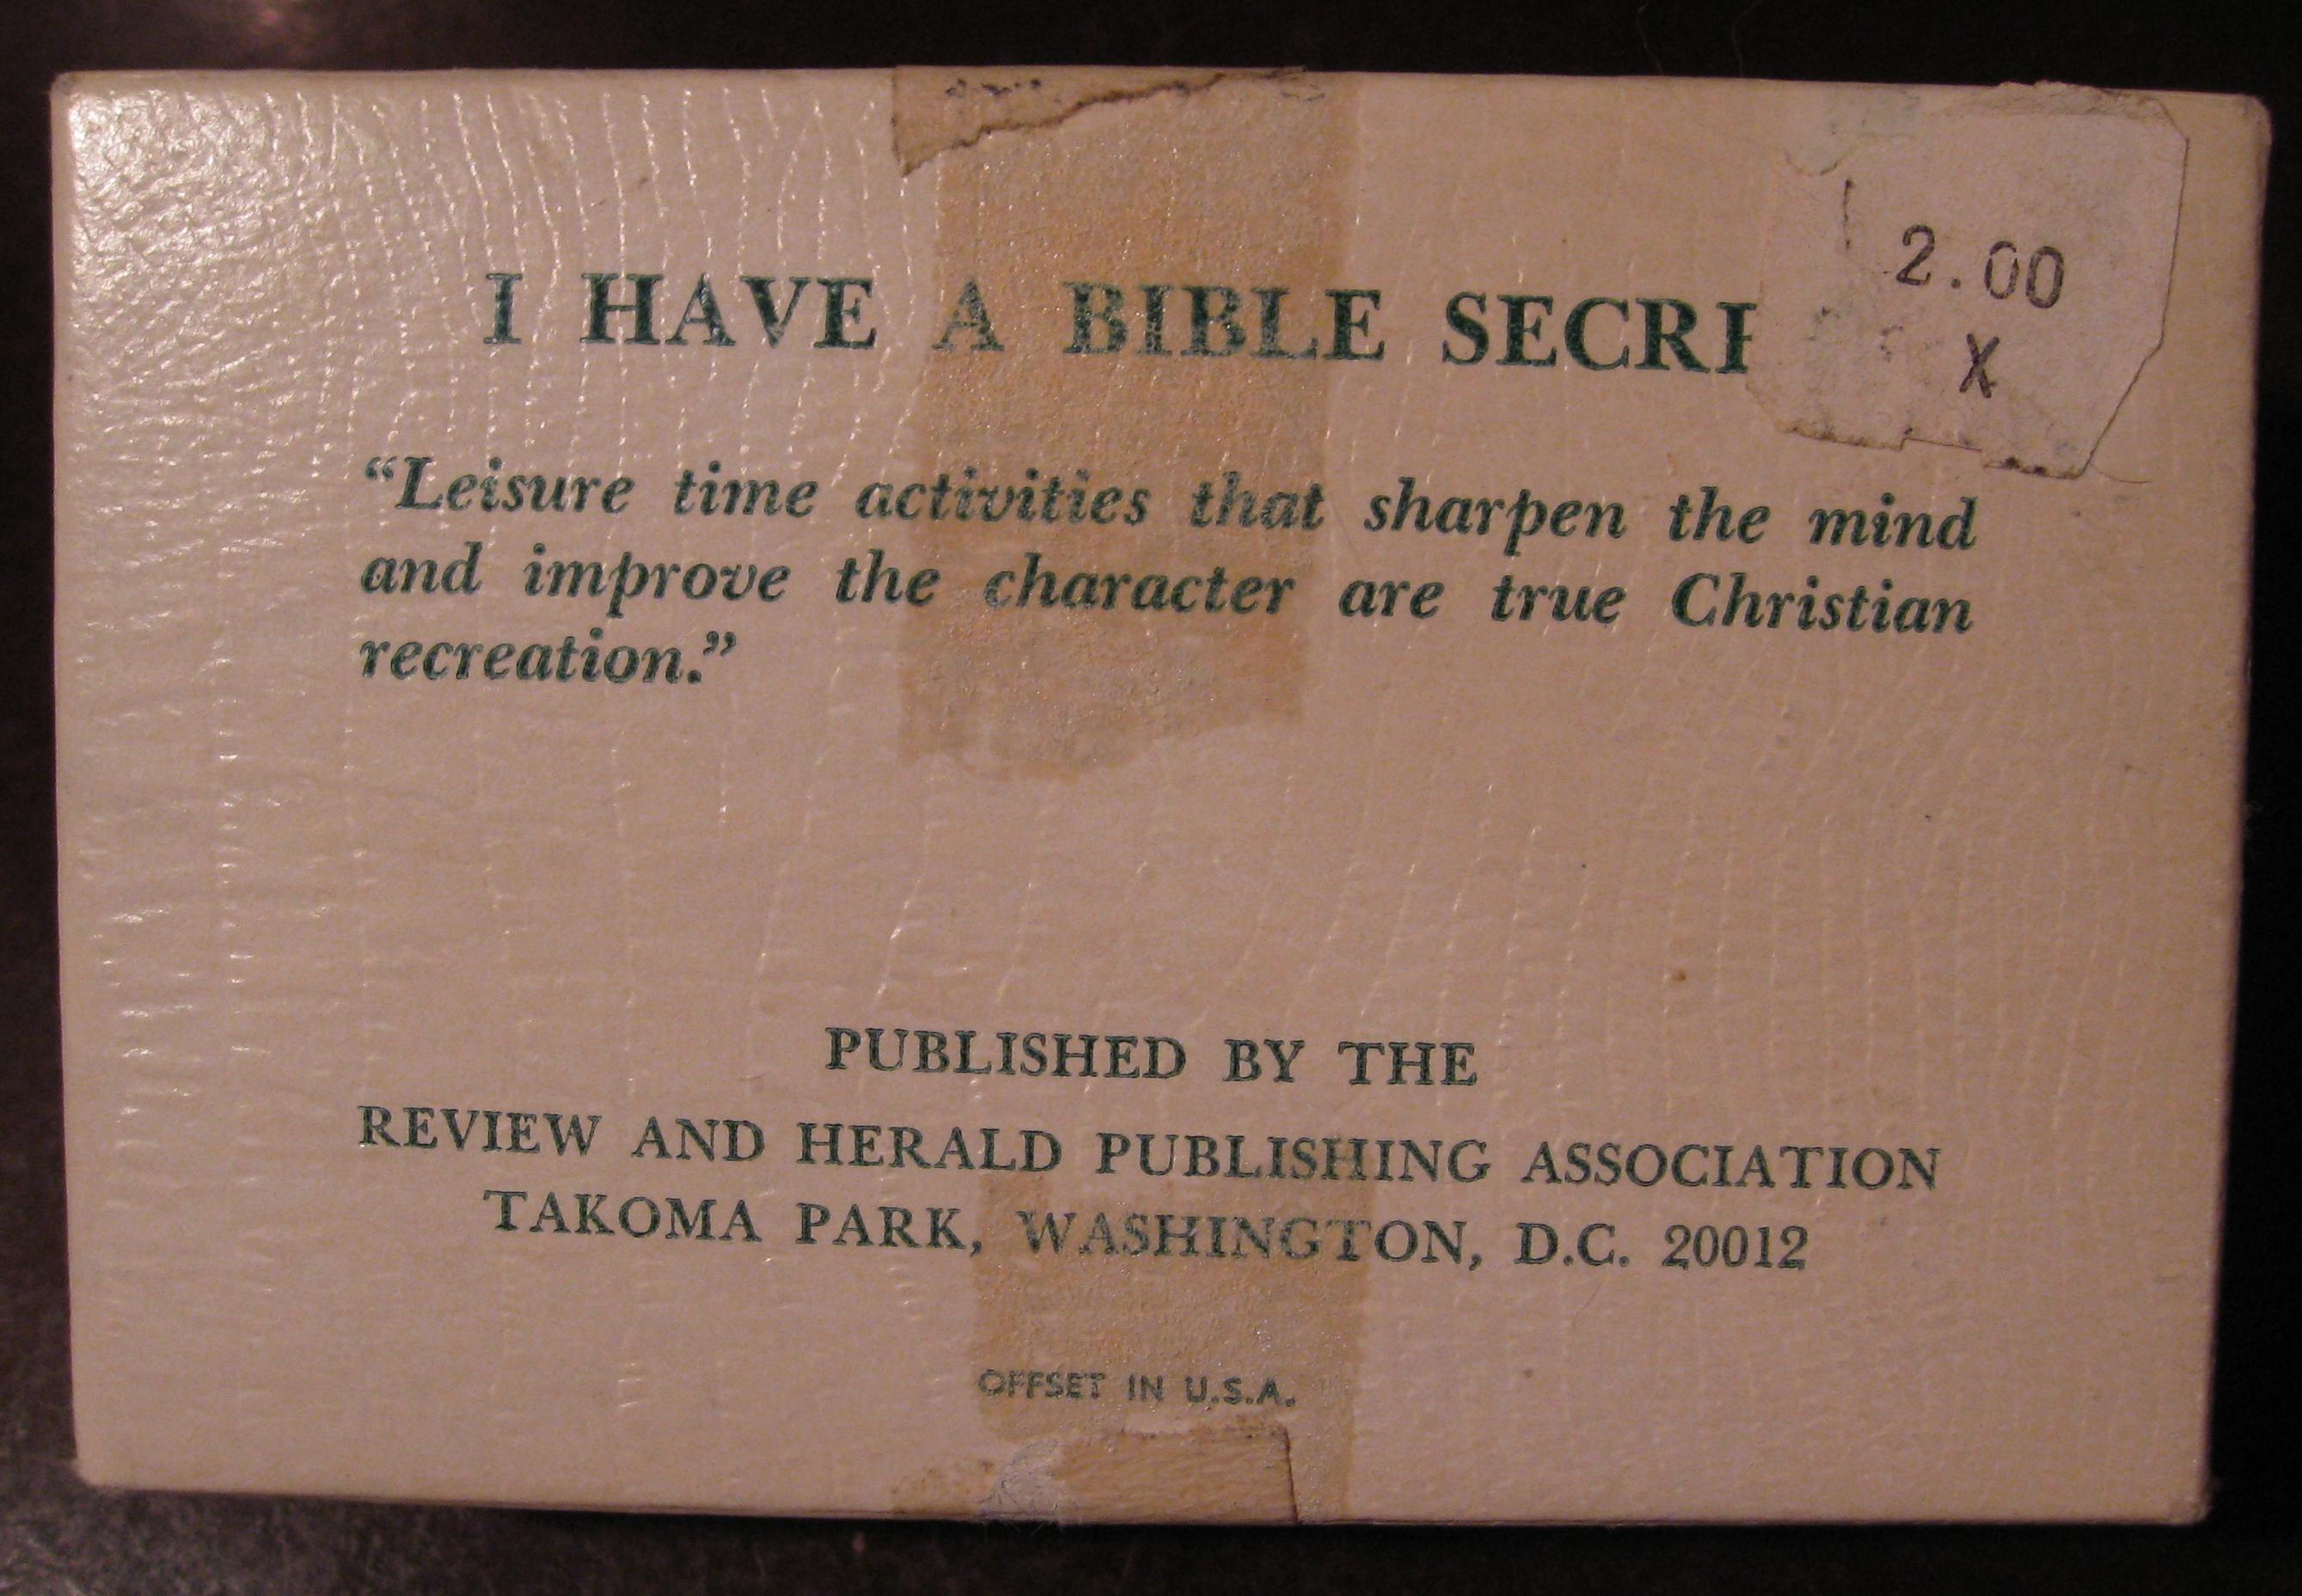 I HAVE A BIBLE
2.00
X
“Leisure time activities that sharpen the mind
and improve the character are true Christian
recreation.”
PUBLISHED BY THE
REVIEW AND HERALD PUBLISHING ASSOCIATION
TAKOMA PARK, WASHINGTON, D.C. 20012
OFFSET IN U.S.A.